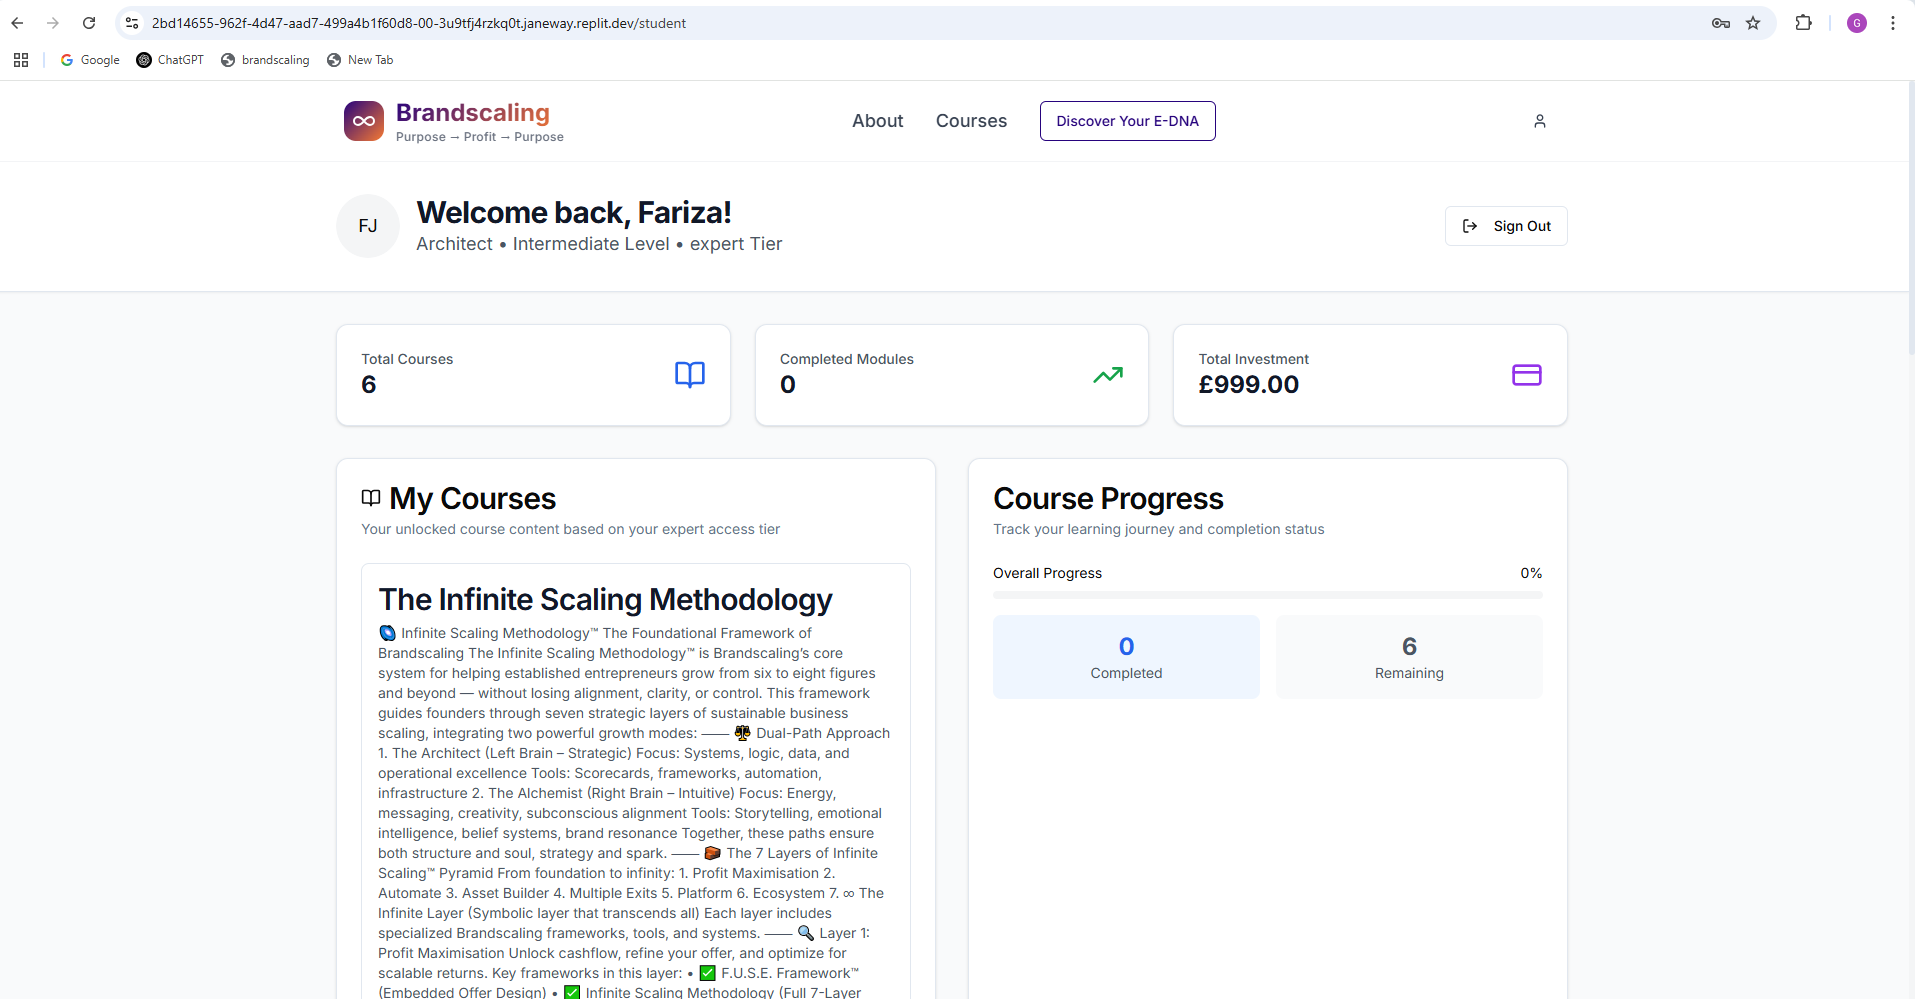 2bd14655-962f-4d47-aad7-499a4b1f60d8-00-3u9tfj4rzkq0t.janeway.replit.dev/student
G
Google
ChatGPT
brandscaling
New Tab
Brandscaling
Purpose → Profit → Purpose
About
Courses
Discover Your E-DNA
FJ
Welcome back, Fariza!
Architect • Intermediate Level • expert Tier
Sign Out
Total Courses
6
Completed Modules
0
Total Investment
£999.00
My Courses
Your unlocked course content based on your expert access tier
The Infinite Scaling Methodology
🌀 Infinite Scaling Methodology™ The Foundational Framework of
Brandscaling The Infinite Scaling Methodology™ is Brandscaling’s core
system for helping established entrepreneurs grow from six to eight figures
and beyond — without losing alignment, clarity, or control. This framework
guides founders through seven strategic layers of sustainable business
scaling, integrating two powerful growth modes: ⸻ Dual-Path Approach
1. The Architect (Left Brain – Strategic) Focus: Systems, logic, data, and
operational excellence Tools: Scorecards, frameworks, automation,
infrastructure 2. The Alchemist (Right Brain – Intuitive) Focus: Energy,
messaging, creativity, subconscious alignment Tools: Storytelling, emotional
intelligence, belief systems, brand resonance Together, these paths ensure
both structure and soul, strategy and spark. ⸻ 🧱 The 7 Layers of Infinite
Scaling™ Pyramid From foundation to infinity: 1. Profit Maximisation 2.
Automate 3. Asset Builder 4. Multiple Exits 5. Platform 6. Ecosystem 7. ∞ The
Infinite Layer (Symbolic layer that transcends all) Each layer includes
specialized Brandscaling frameworks, tools, and systems. ⸻ 🔍 Layer 1:
Profit Maximisation Unlock cashflow, refine your offer, and optimize for
scalable returns. Key frameworks in this layer: • ✅ F.U.S.E. Framework™
(Embedded Offer Design) • ✅ Infinite Scaling Methodology (Full 7-Layer
Course Progress
Track your learning journey and completion status
Overall Progress
0%
0
Completed
6
Remaining